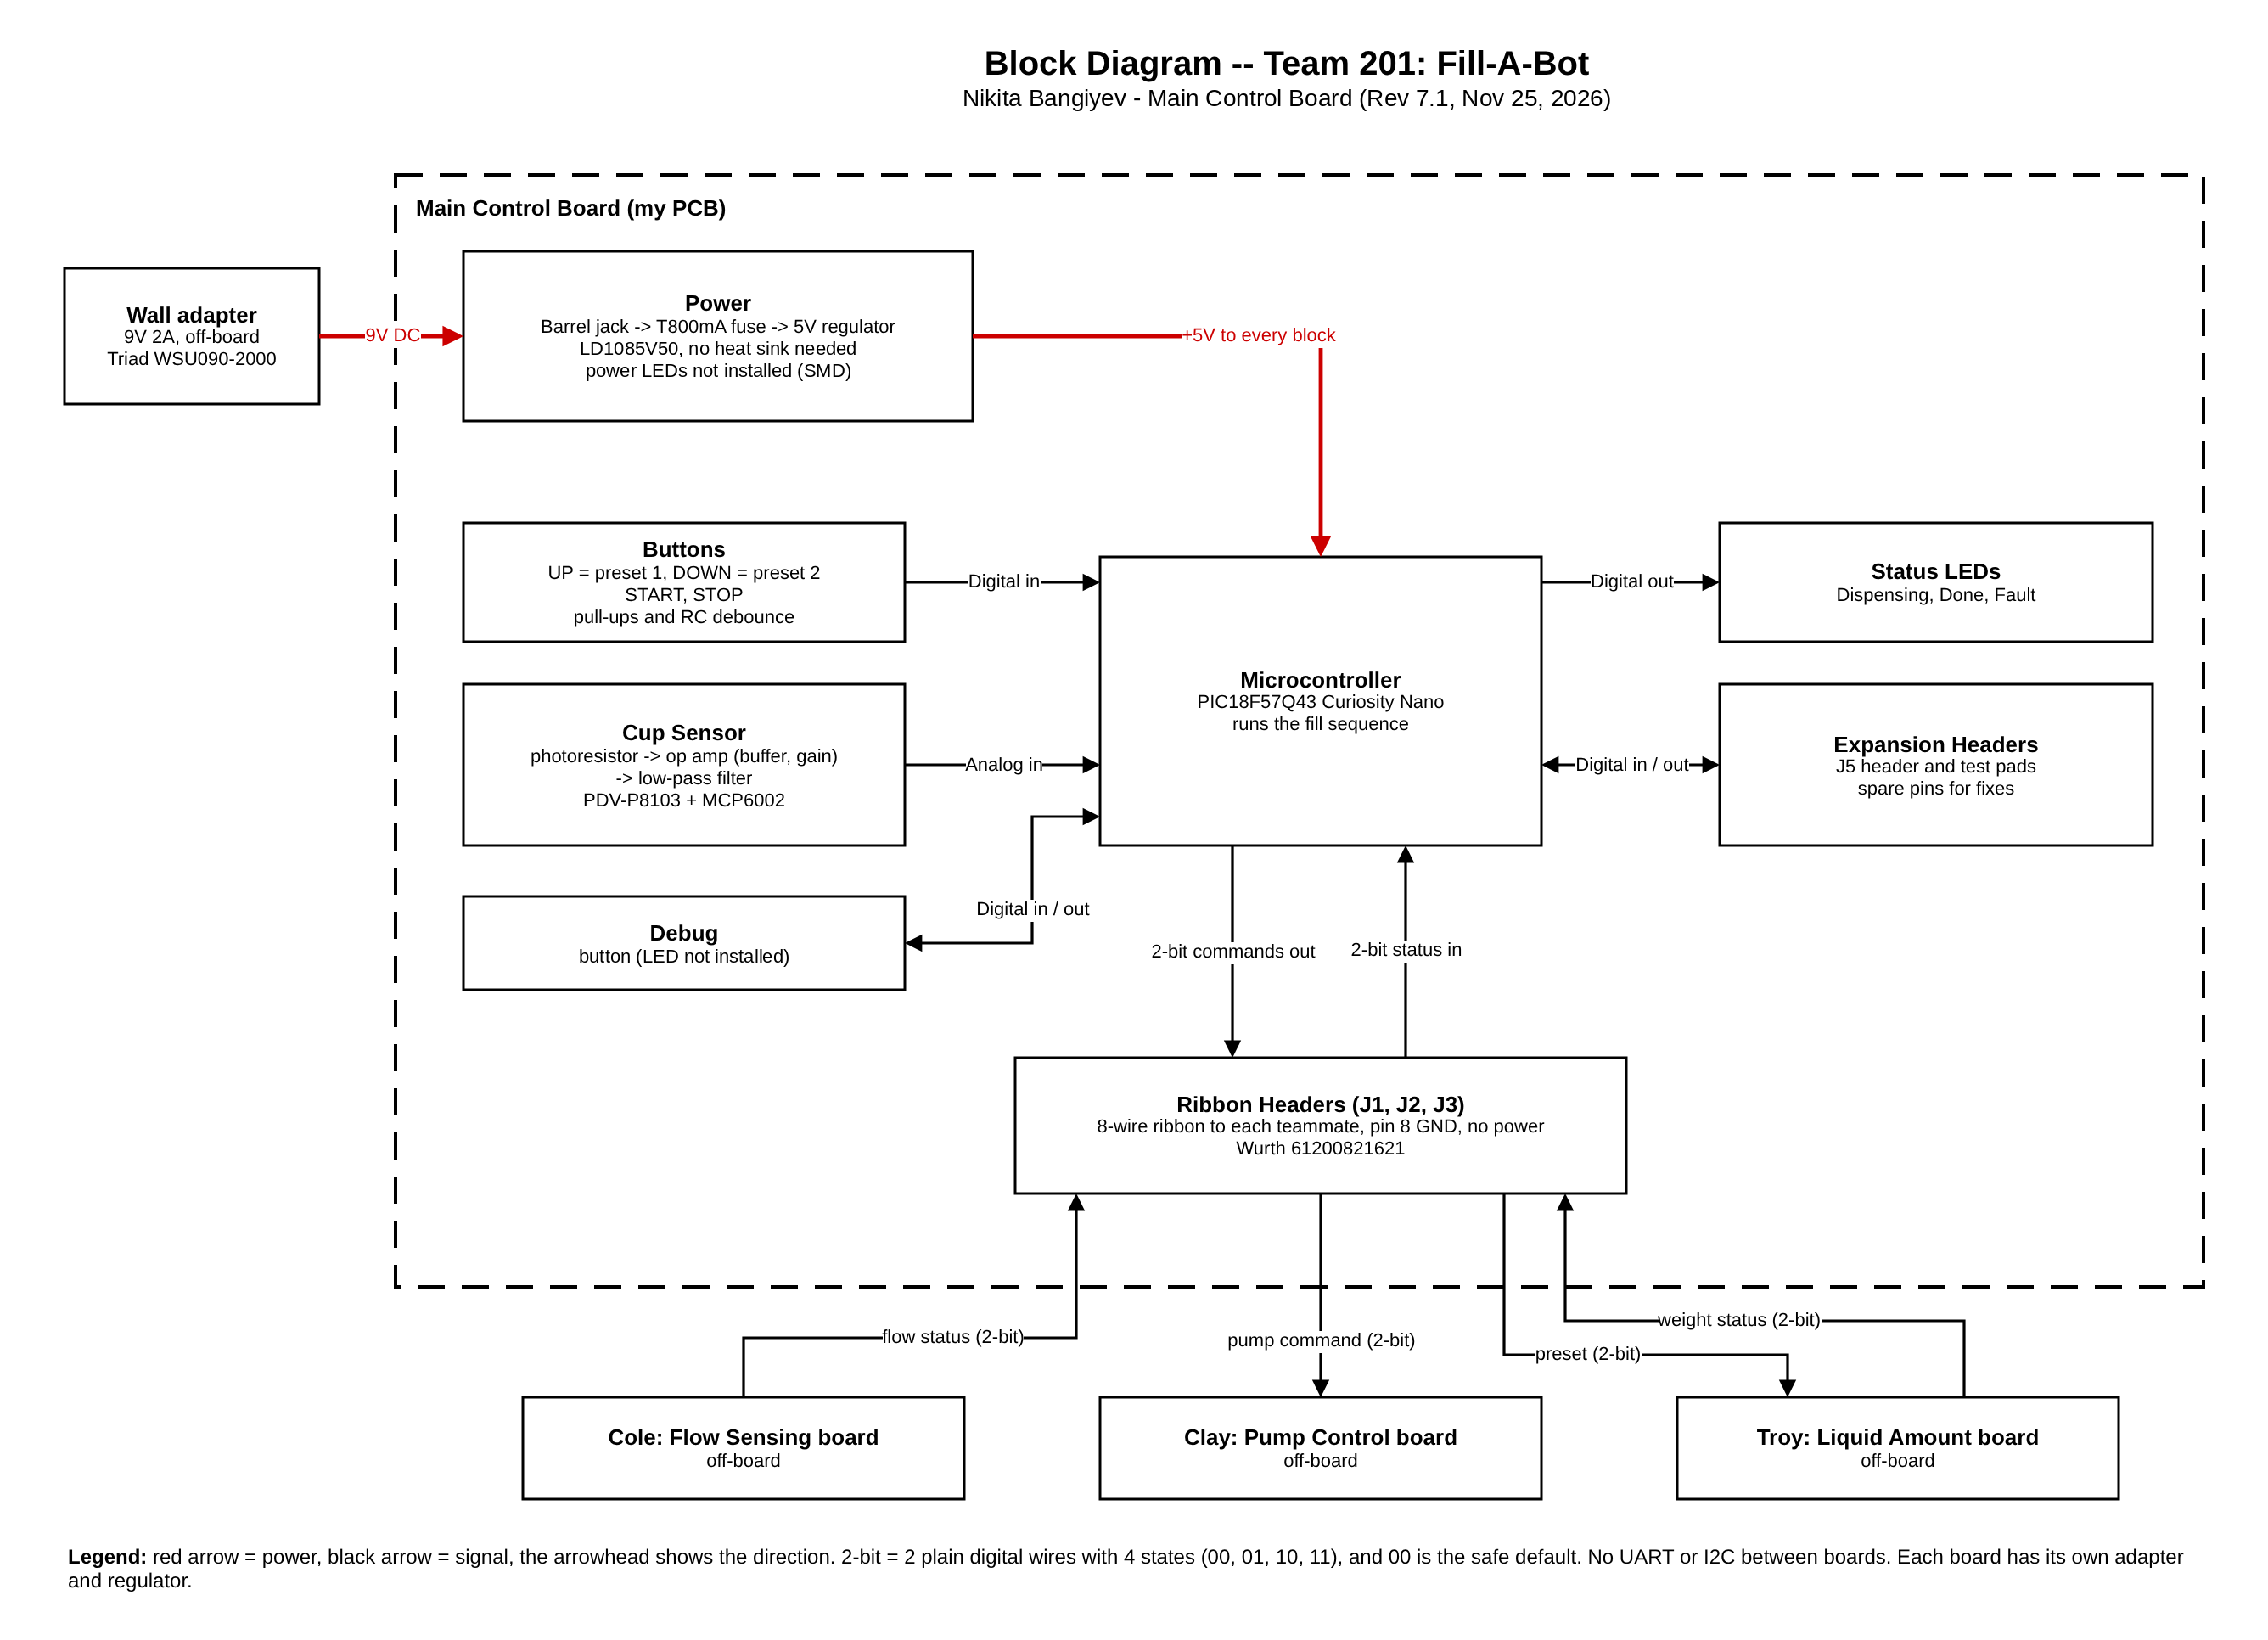 Block Diagram -- Team 201: Fill-A-Bot
Nikita Bangiyev - Main Control Board (Rev 7.1, Nov 25, 2026)
Main Control Board (my PCB)
Wall adapter
9V 2A, off-board
Triad WSU090-2000
9V DC
Power
Barrel jack -> T800mA fuse -> 5V regulator
LD1085V50, no heat sink needed
power LEDs not installed (SMD)
+5V to every block
Buttons
UP = preset 1, DOWN = preset 2
START, STOP
pull-ups and RC debounce
Digital in
Microcontroller
PIC18F57Q43 Curiosity Nano
runs the fill sequence
Digital out
Status LEDs
Dispensing, Done, Fault
Cup Sensor
photoresistor -> op amp (buffer, gain)
-> low-pass filter
PDV-P8103 + MCP6002
Analog in
Digital in / out
Expansion Headers
J5 header and test pads
spare pins for fixes
Debug
button (LED not installed)
Digital in / out
2-bit commands out
2-bit status in
Ribbon Headers (J1, J2, J3)
8-wire ribbon to each teammate, pin 8 GND, no power
Wurth 61200821621
flow status (2-bit)
pump command (2-bit)
preset (2-bit)
weight status (2-bit)
Cole: Flow Sensing board
off-board
Clay: Pump Control board
off-board
Troy: Liquid Amount board
off-board
Legend: red arrow = power, black arrow = signal, the arrowhead shows the direction. 2-bit = 2 plain digital wires with 4 states (00, 01, 10, 11), and 00 is the safe default. No UART or I2C between boards. Each board has its own adapter
and regulator.